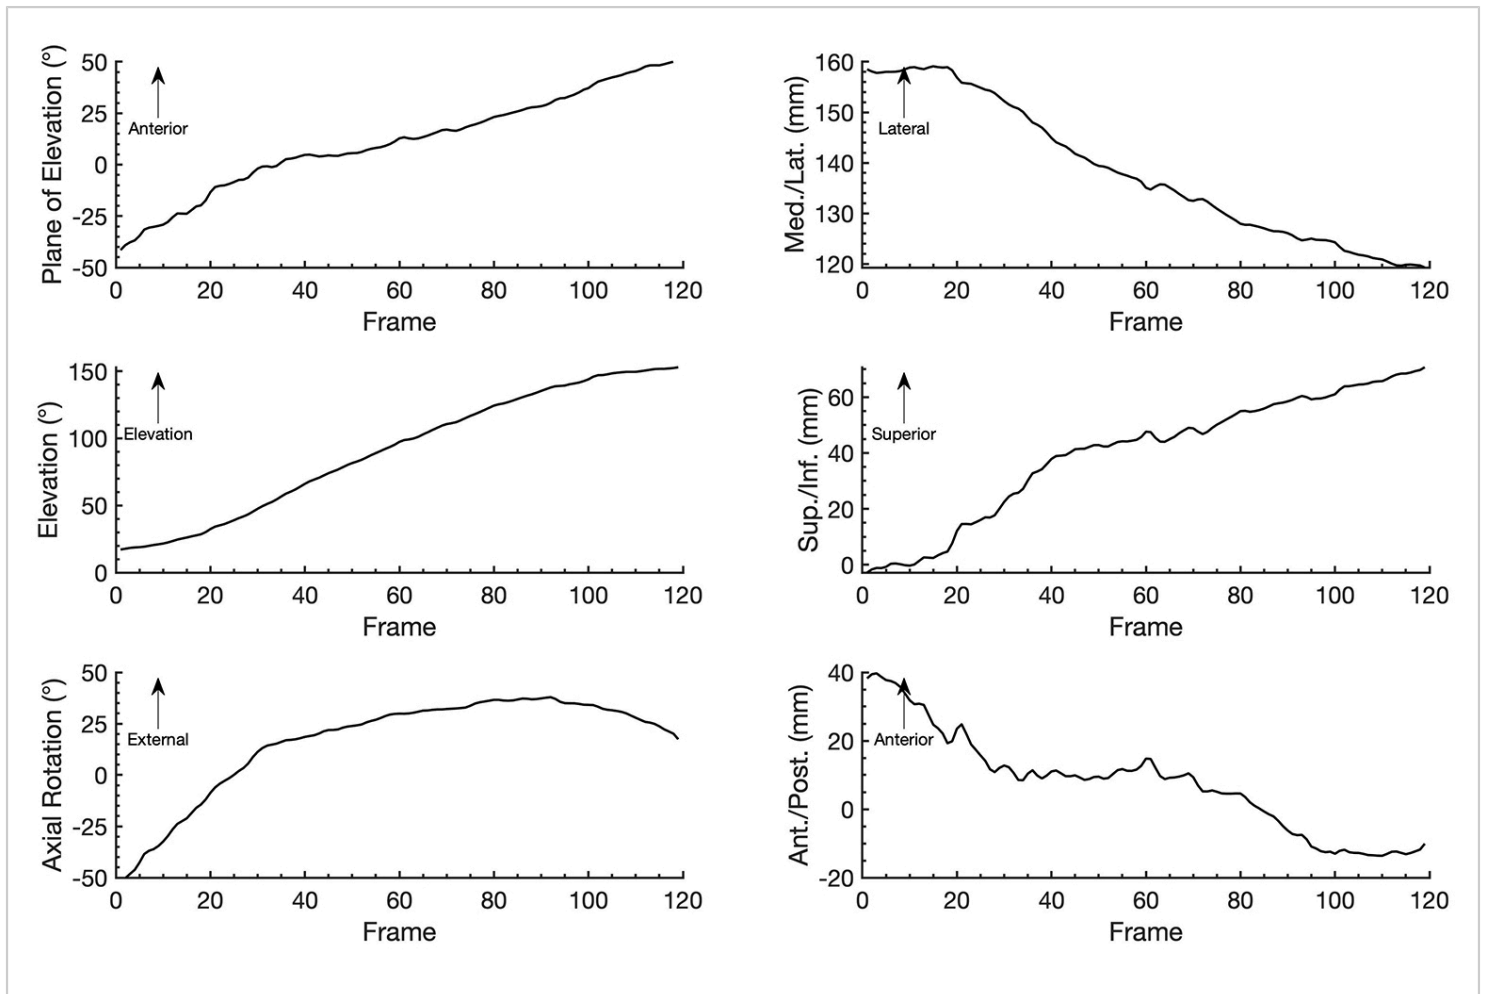 Plane of Elevation (°)
50
25
0
-25
-50
Anterior
0 20 40 60 80 100 120
Frame
Med./Lat. (mm)
160
150
140
130
120
Lateral
0 20 40 60 80 100 120
Frame
Elevation (°)
150
100
50
0
Elevation
0 20 40 60 80 100 120
Frame
Sup./Inf. (mm)
60
40
20
0
Superior
0 20 40 60 80 100 120
Frame
Axial Rotation (°)
50
25
0
-25
-50
External
0 20 40 60 80 100 120
Frame
Ant./Post. (mm)
40
20
0
-20
Anterior
0 20 40 60 80 100 120
Frame